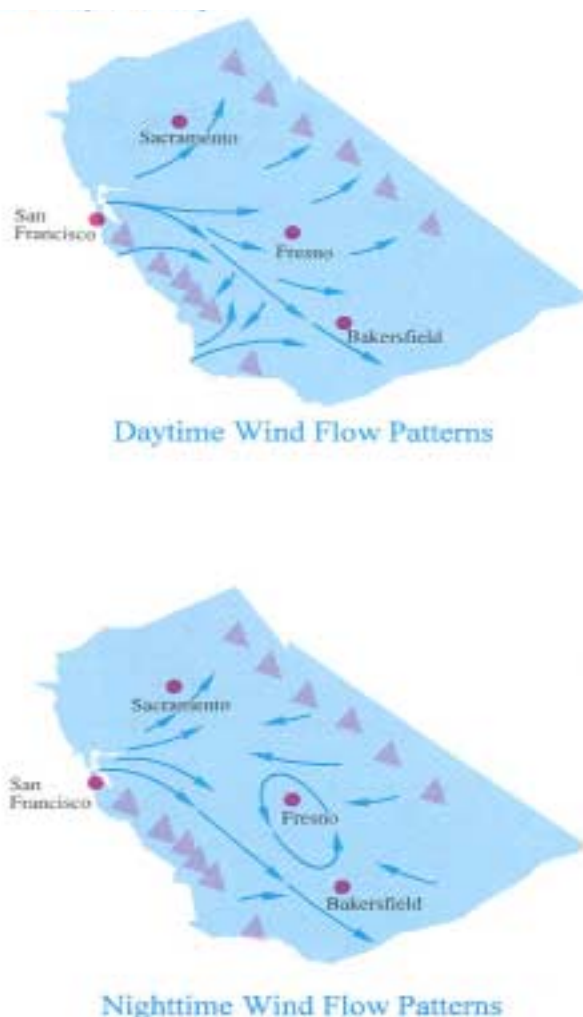 Sacramento
San
Francisco
Fresno
Bakersfield
Daytime Wind Flow Patterns
Sacramento
San
Francisco
Fresno
Bakersfield
Nighttime Wind Flow Patterns